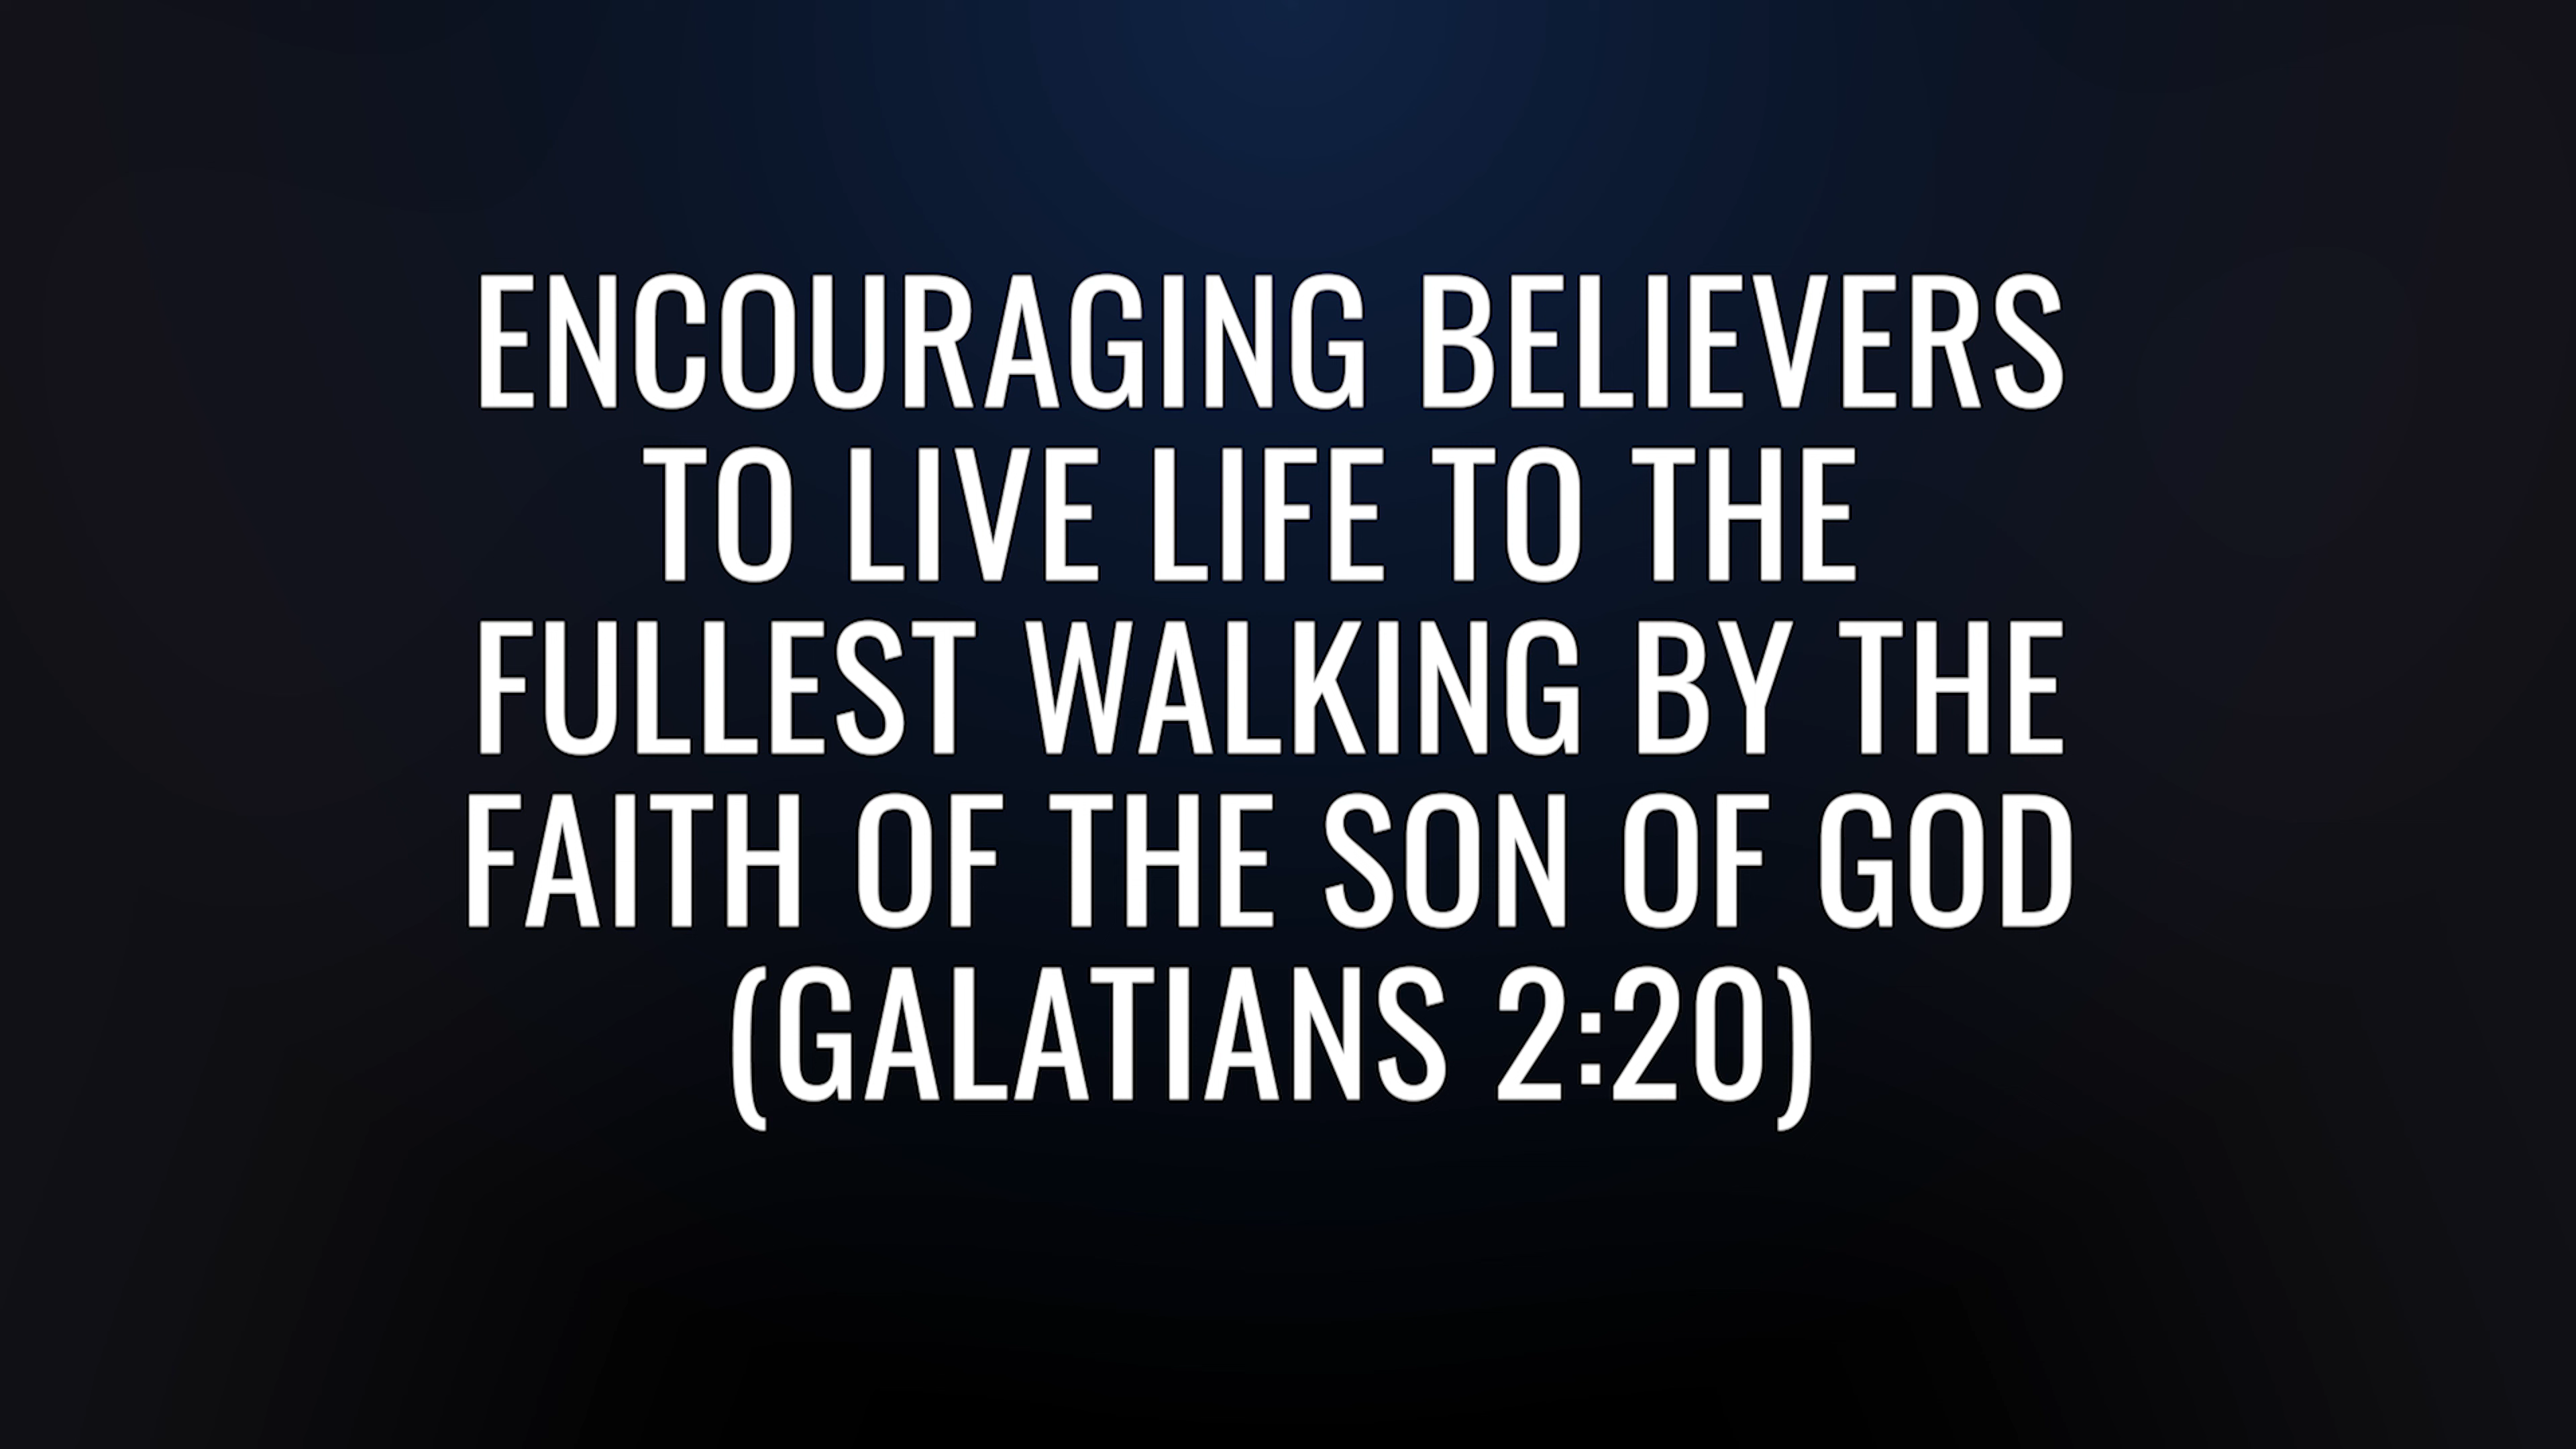 ENCOURAGING BELIEVERS
TO LIVE LIFE TO THE
FULLEST WALKING BY THE
FAITH OF THE SON OF GOD
(GALATIANS 2:20)